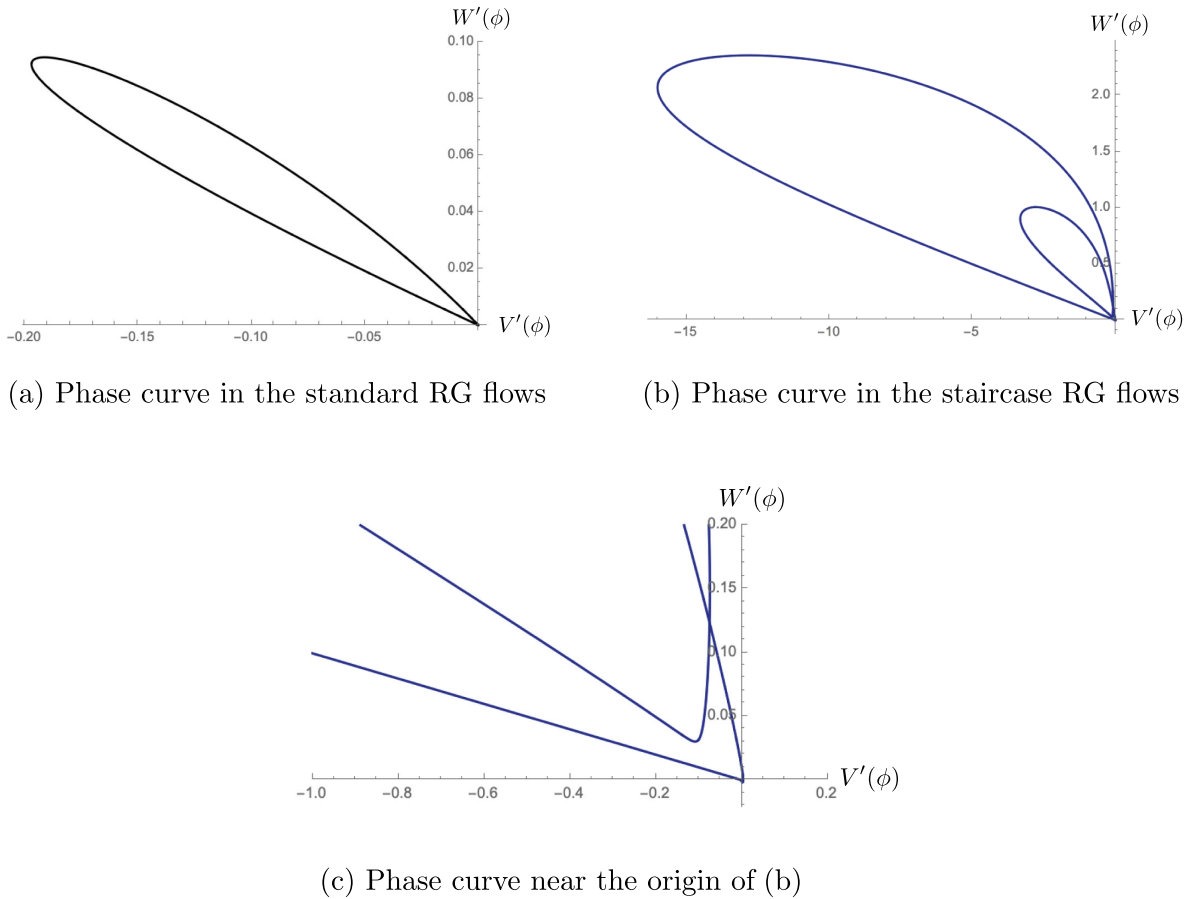 W′(ϕ)
0.10
0.08
0.06
0.04
0.02
−0.20 −0.15 −0.10 −0.05
V′(ϕ)
(a) Phase curve in the standard RG flows
W′(ϕ)
2.0
1.5
1.0
0.5
−15 −10 −5
V′(ϕ)
(b) Phase curve in the staircase RG flows
W′(ϕ)
0.20
0.15
0.10
0.05
−1.0 −0.8 −0.6 −0.4 −0.2 0.2
V′(ϕ)
(c) Phase curve near the origin of (b)